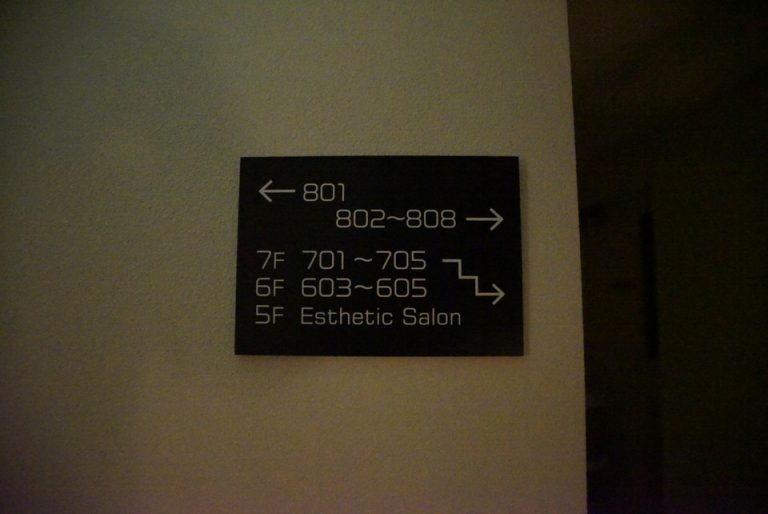 ← 801
802~808 →
7F 701~705
6F 603~605
5F Esthetic Salon